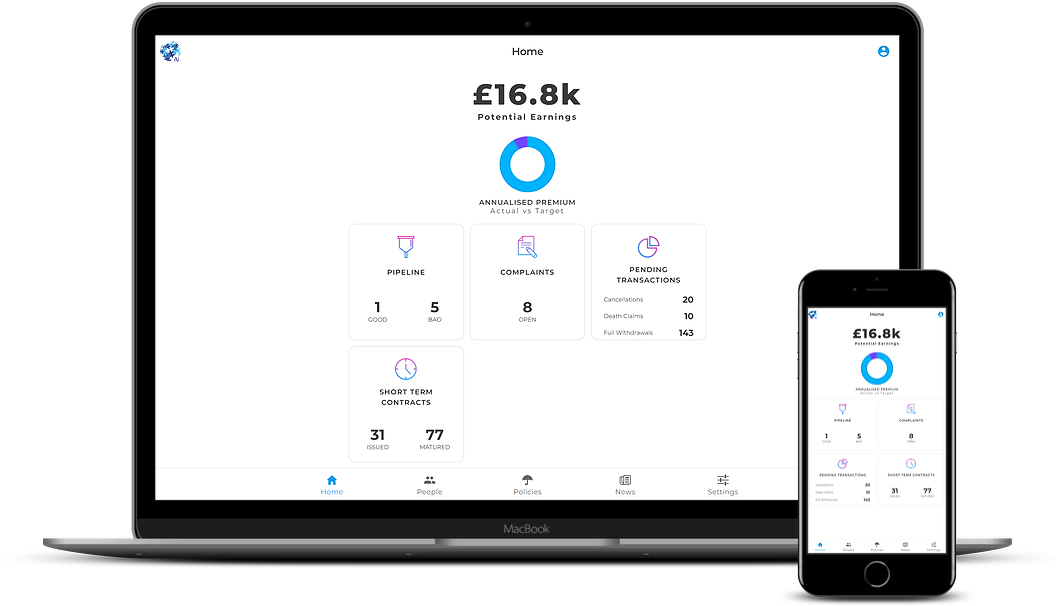 Home
Ai
£16.8k
Potential Earnings
ANNUALISED PREMIUM
Actual vs Target
PIPELINE
1
5
GOOD
BAD
COMPLAINTS
8
OPEN
PENDING
TRANSACTIONS
Cancellations 20
Death Claims 10
Full Withdrawals 143
SHORT TERM
CONTRACTS
31
77
ISSUED
MATURED
Home
People
Policies
News
Settings
MacBook
Home
£16.8k
Potential Earnings
ANNUALISED PREMIUM
Actual vs Target
PIPELINE
1
5
GOOD
BAD
COMPLAINTS
8
OPEN
PENDING TRANSACTIONS
Cancellations 20
Death Claims 10
Full Withdrawals 143
SHORT TERM CONTRACTS
31
77
ISSUED
MATURED
Home
People
Policies
News
Settings